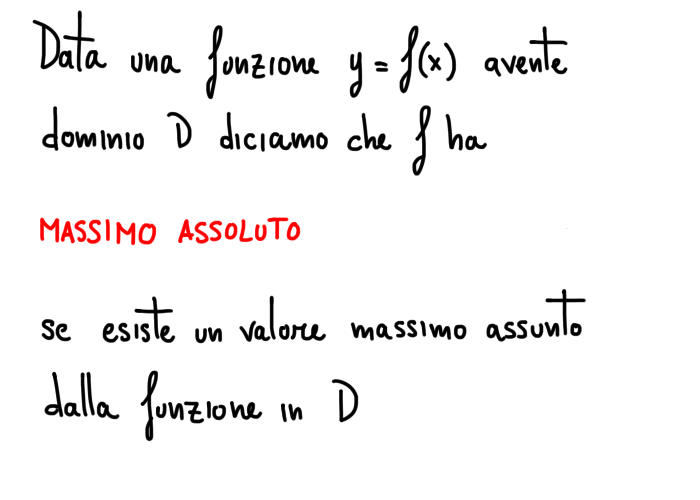 Data una funzione y = f(x) avente
dominio D diciamo che f ha
MASSIMO ASSOLUTO
se esiste un valore massimo assunto
dalla funzione in D